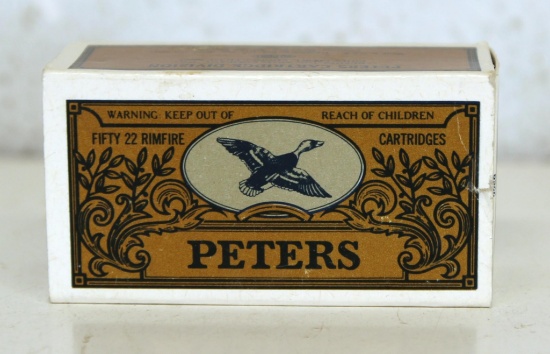 WARNING: KEEP OUT OF REACH OF CHILDREN
FIFTY 22 RIMFIRE CARTRIDGES
PETERS